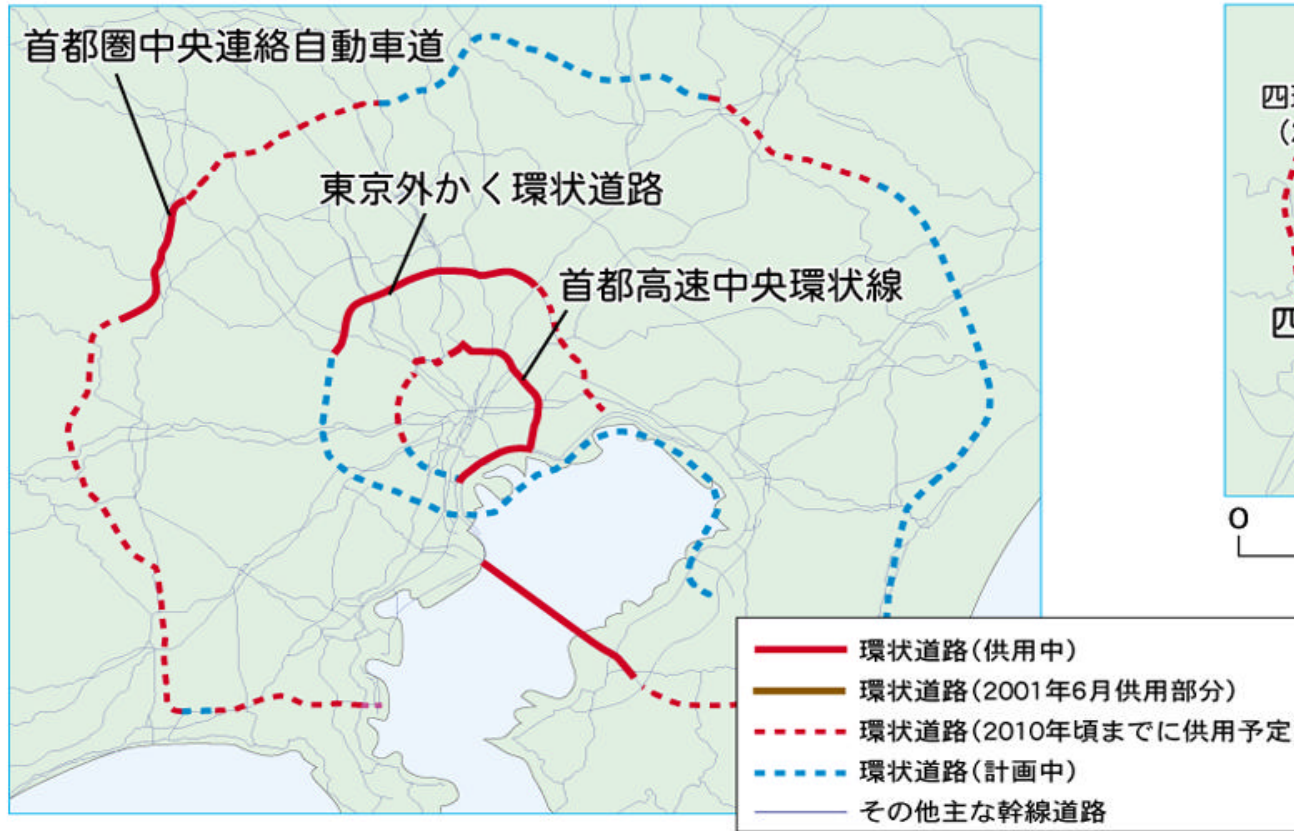 首都圏中央連絡自動車道
東京外かく環状道路
首都高速中央環状線
四
(
四
0
環状道路(供用中)
環状道路(2001年6月供用部分)
環状道路(2010年頃までに供用予定
環状道路(計画中)
その他主な幹線道路